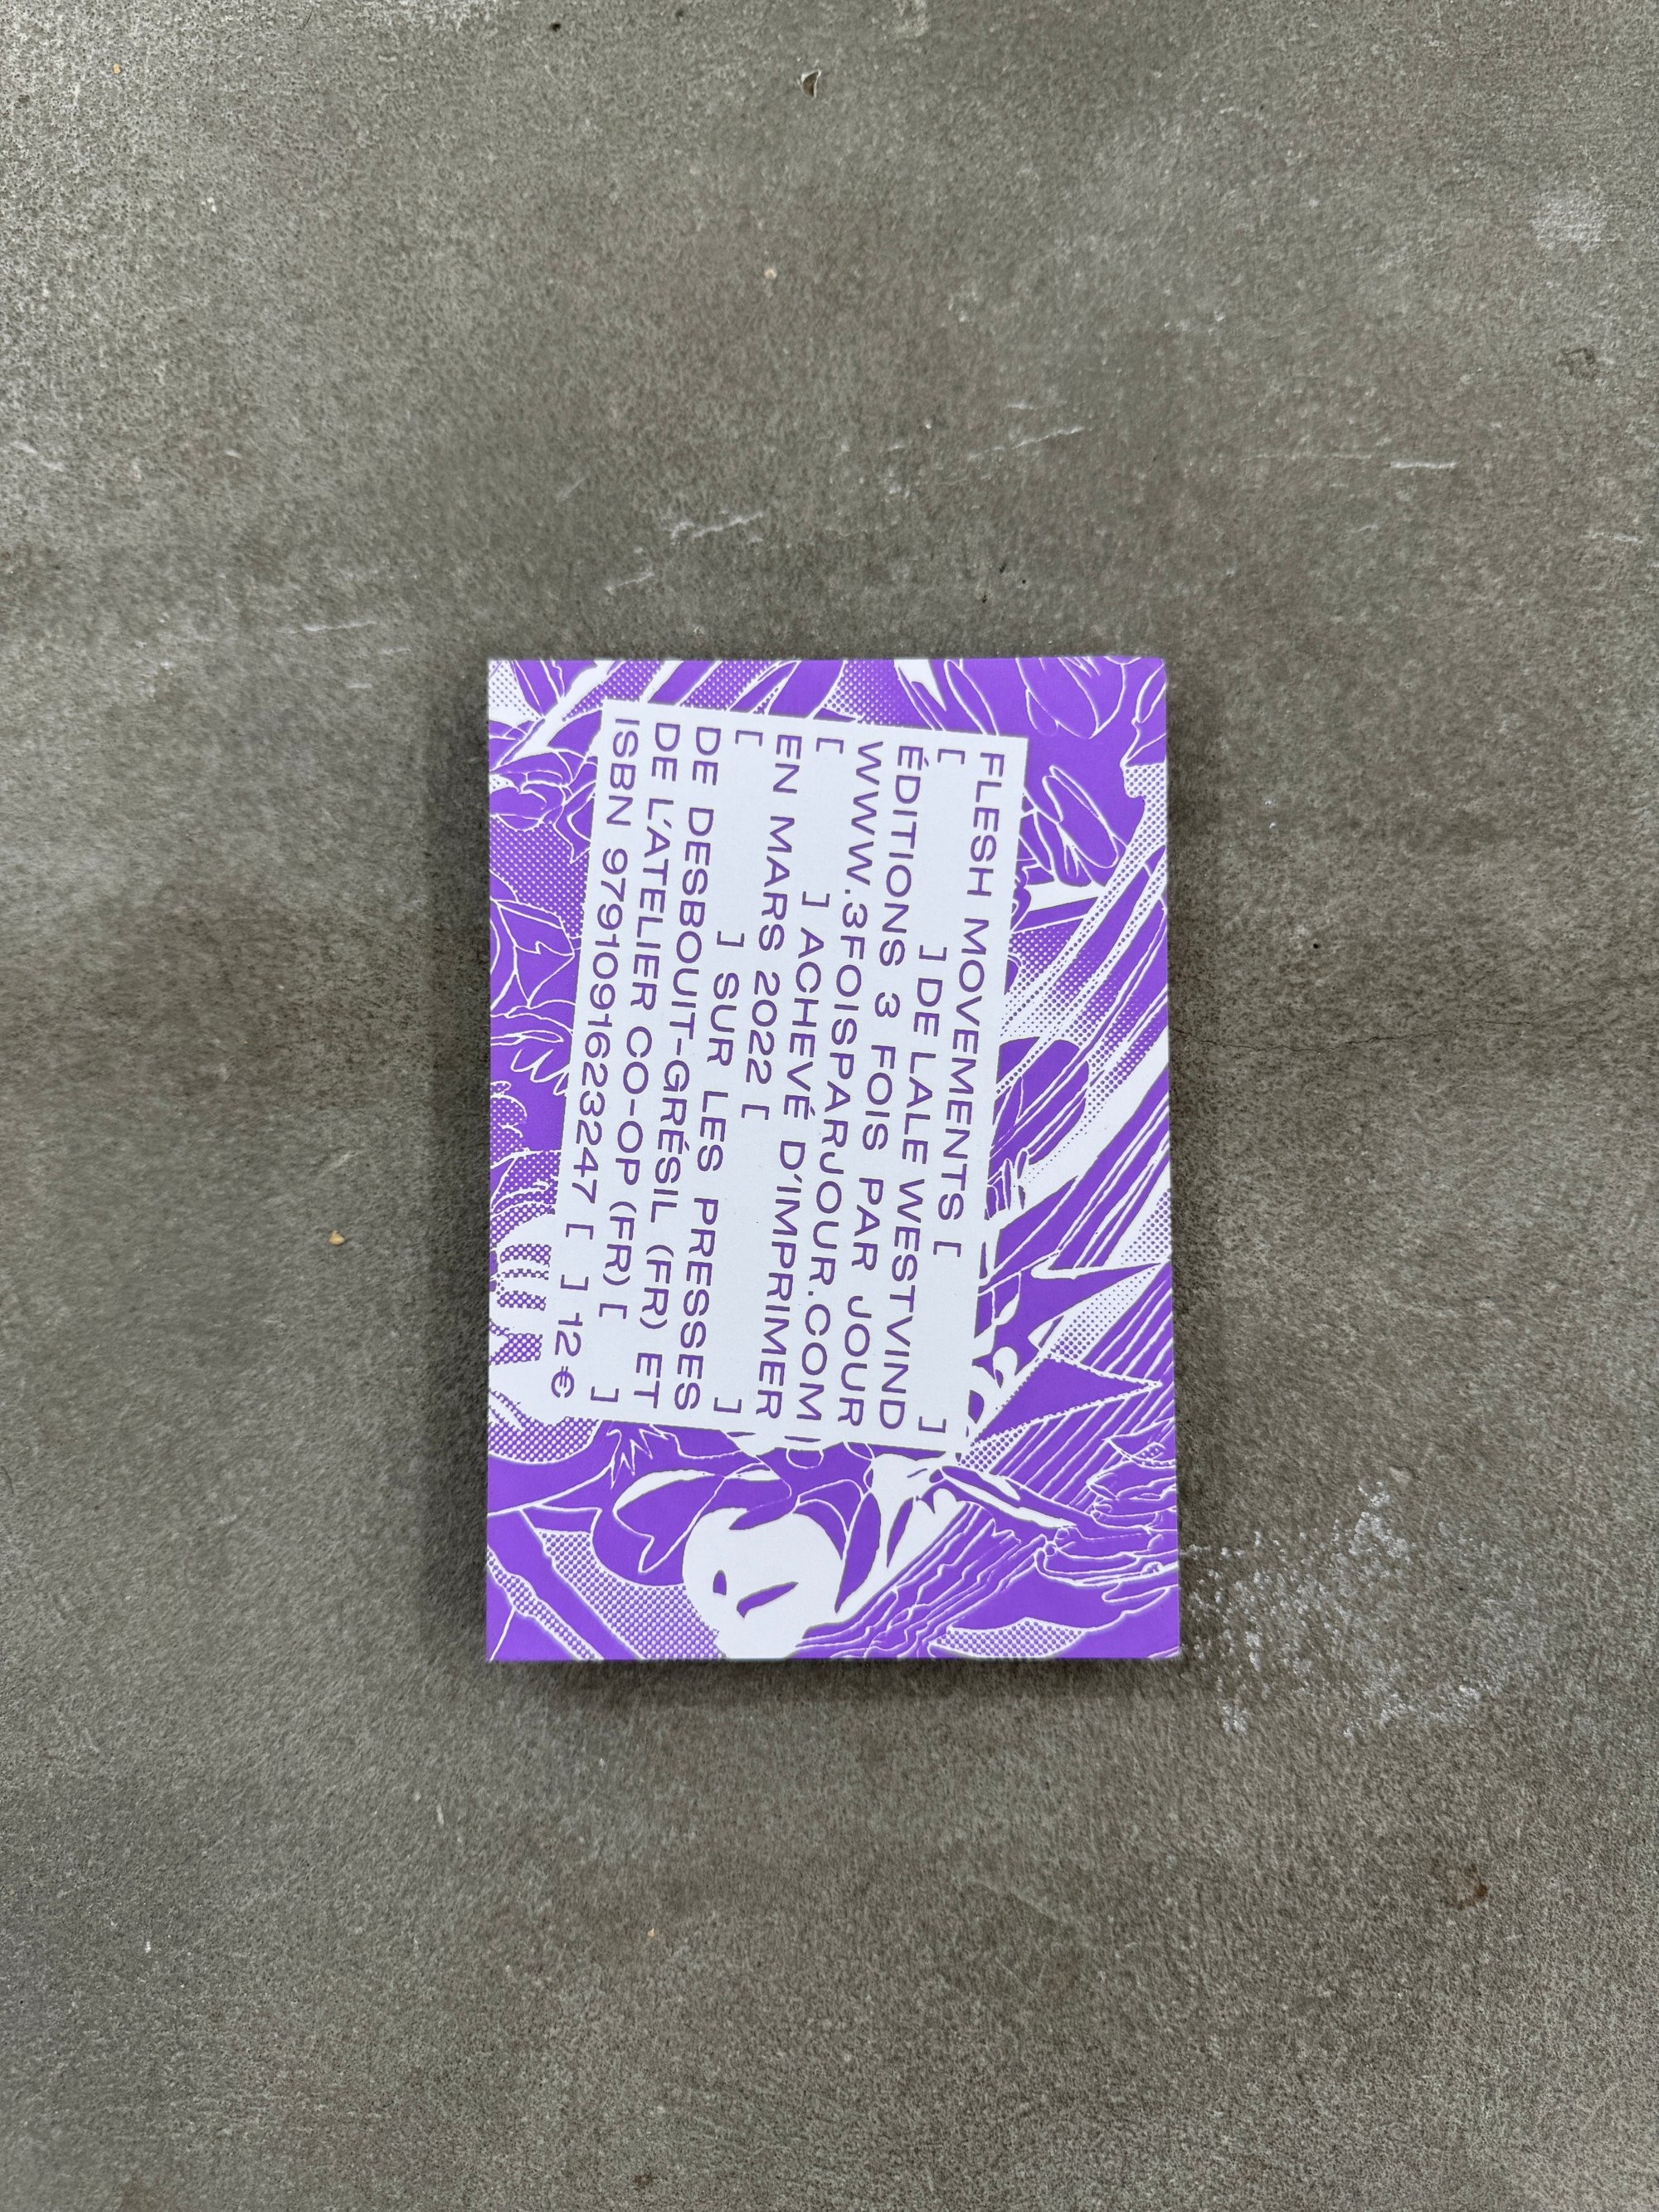 FLESH MOVEMENTS [
[ ] DE LALE WESTVIND ]
ÉDITIONS 3 FOIS PAR JOUR
WWW.3FOISPARJOUR.COM
[ ] ACHEVÉ D'IMPRIMER
EN MARS 2022 [
[ ] SUR LES PRESSES ]
DE DESBOUIT-GRÉSIL (FR) ET
DE L'ATELIER CO-OP (FR) [ ]
ISBN 9791091623247 [ ] 12 €